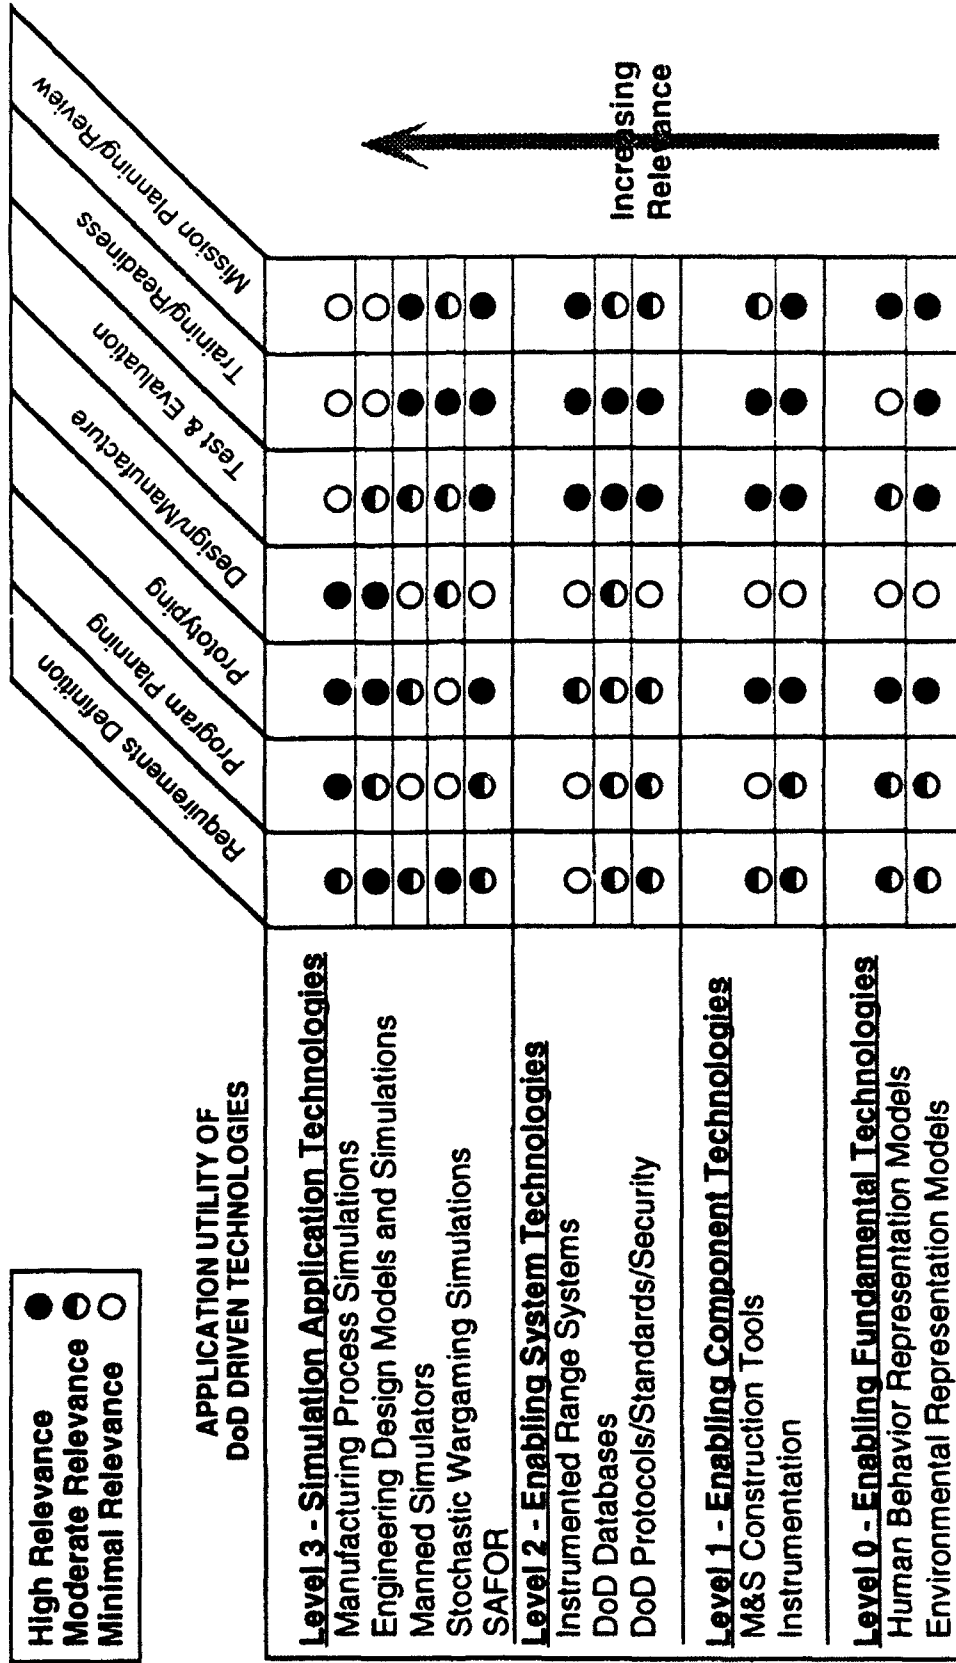 High Relevance
Moderate Relevance
Minimal Relevance
APPLICATION UTILITY OF
DoD DRIVEN TECHNOLOGIES
Requirements Definition
Program Planning
Prototyping
Design/Manufacture
Test & Evaluation
Training/Readiness
Mission Planning/Review
Level 3 - Simulation Application Technologies
Manufacturing Process Simulations
Engineering Design Models and Simulations
Manned Simulators
Stochastic Wargaming Simulations
SAFOR
Level 2 - Enabling System Technologies
Instrumented Range Systems
DoD Databases
DoD Protocols/Standards/Security
Level 1 - Enabling Component Technologies
M&S Construction Tools
Instrumentation
Level 0 - Enabling Fundamental Technologies
Human Behavior Representation Models
Environmental Representation Models
Increasing
Relevance